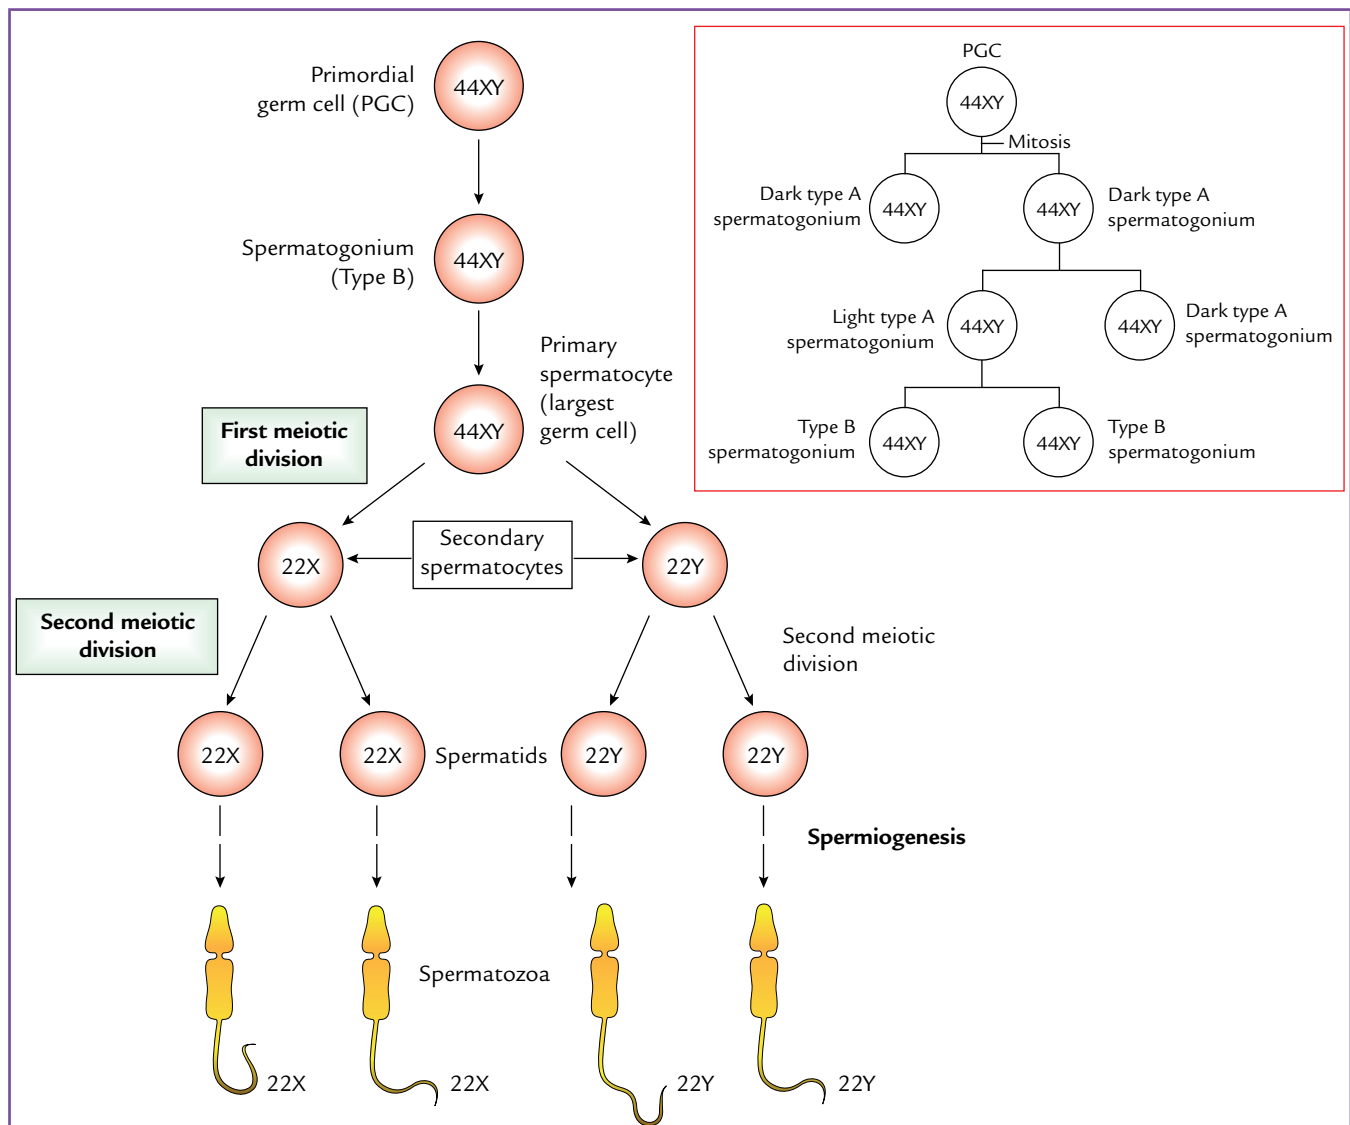 Primordial
germ cell (PGC)
44XY
Spermatogonium
(Type B)
44XY
Primary
spermatocyte
(largest
germ cell)
44XY
First meiotic
division
22X
Secondary
spermatocytes
22Y
Second meiotic
division
Second meiotic
division
22X
22X
Spermatids
22Y
22Y
Spermiogenesis
Spermatozoa
22X
22X
22Y
22Y
PGC
44XY
Mitosis
Dark type A
spermatogonium
44XY
44XY
Dark type A
spermatogonium
Light type A
spermatogonium
44XY
44XY
Dark type A
spermatogonium
Type B
spermatogonium
44XY
44XY
Type B
spermatogonium